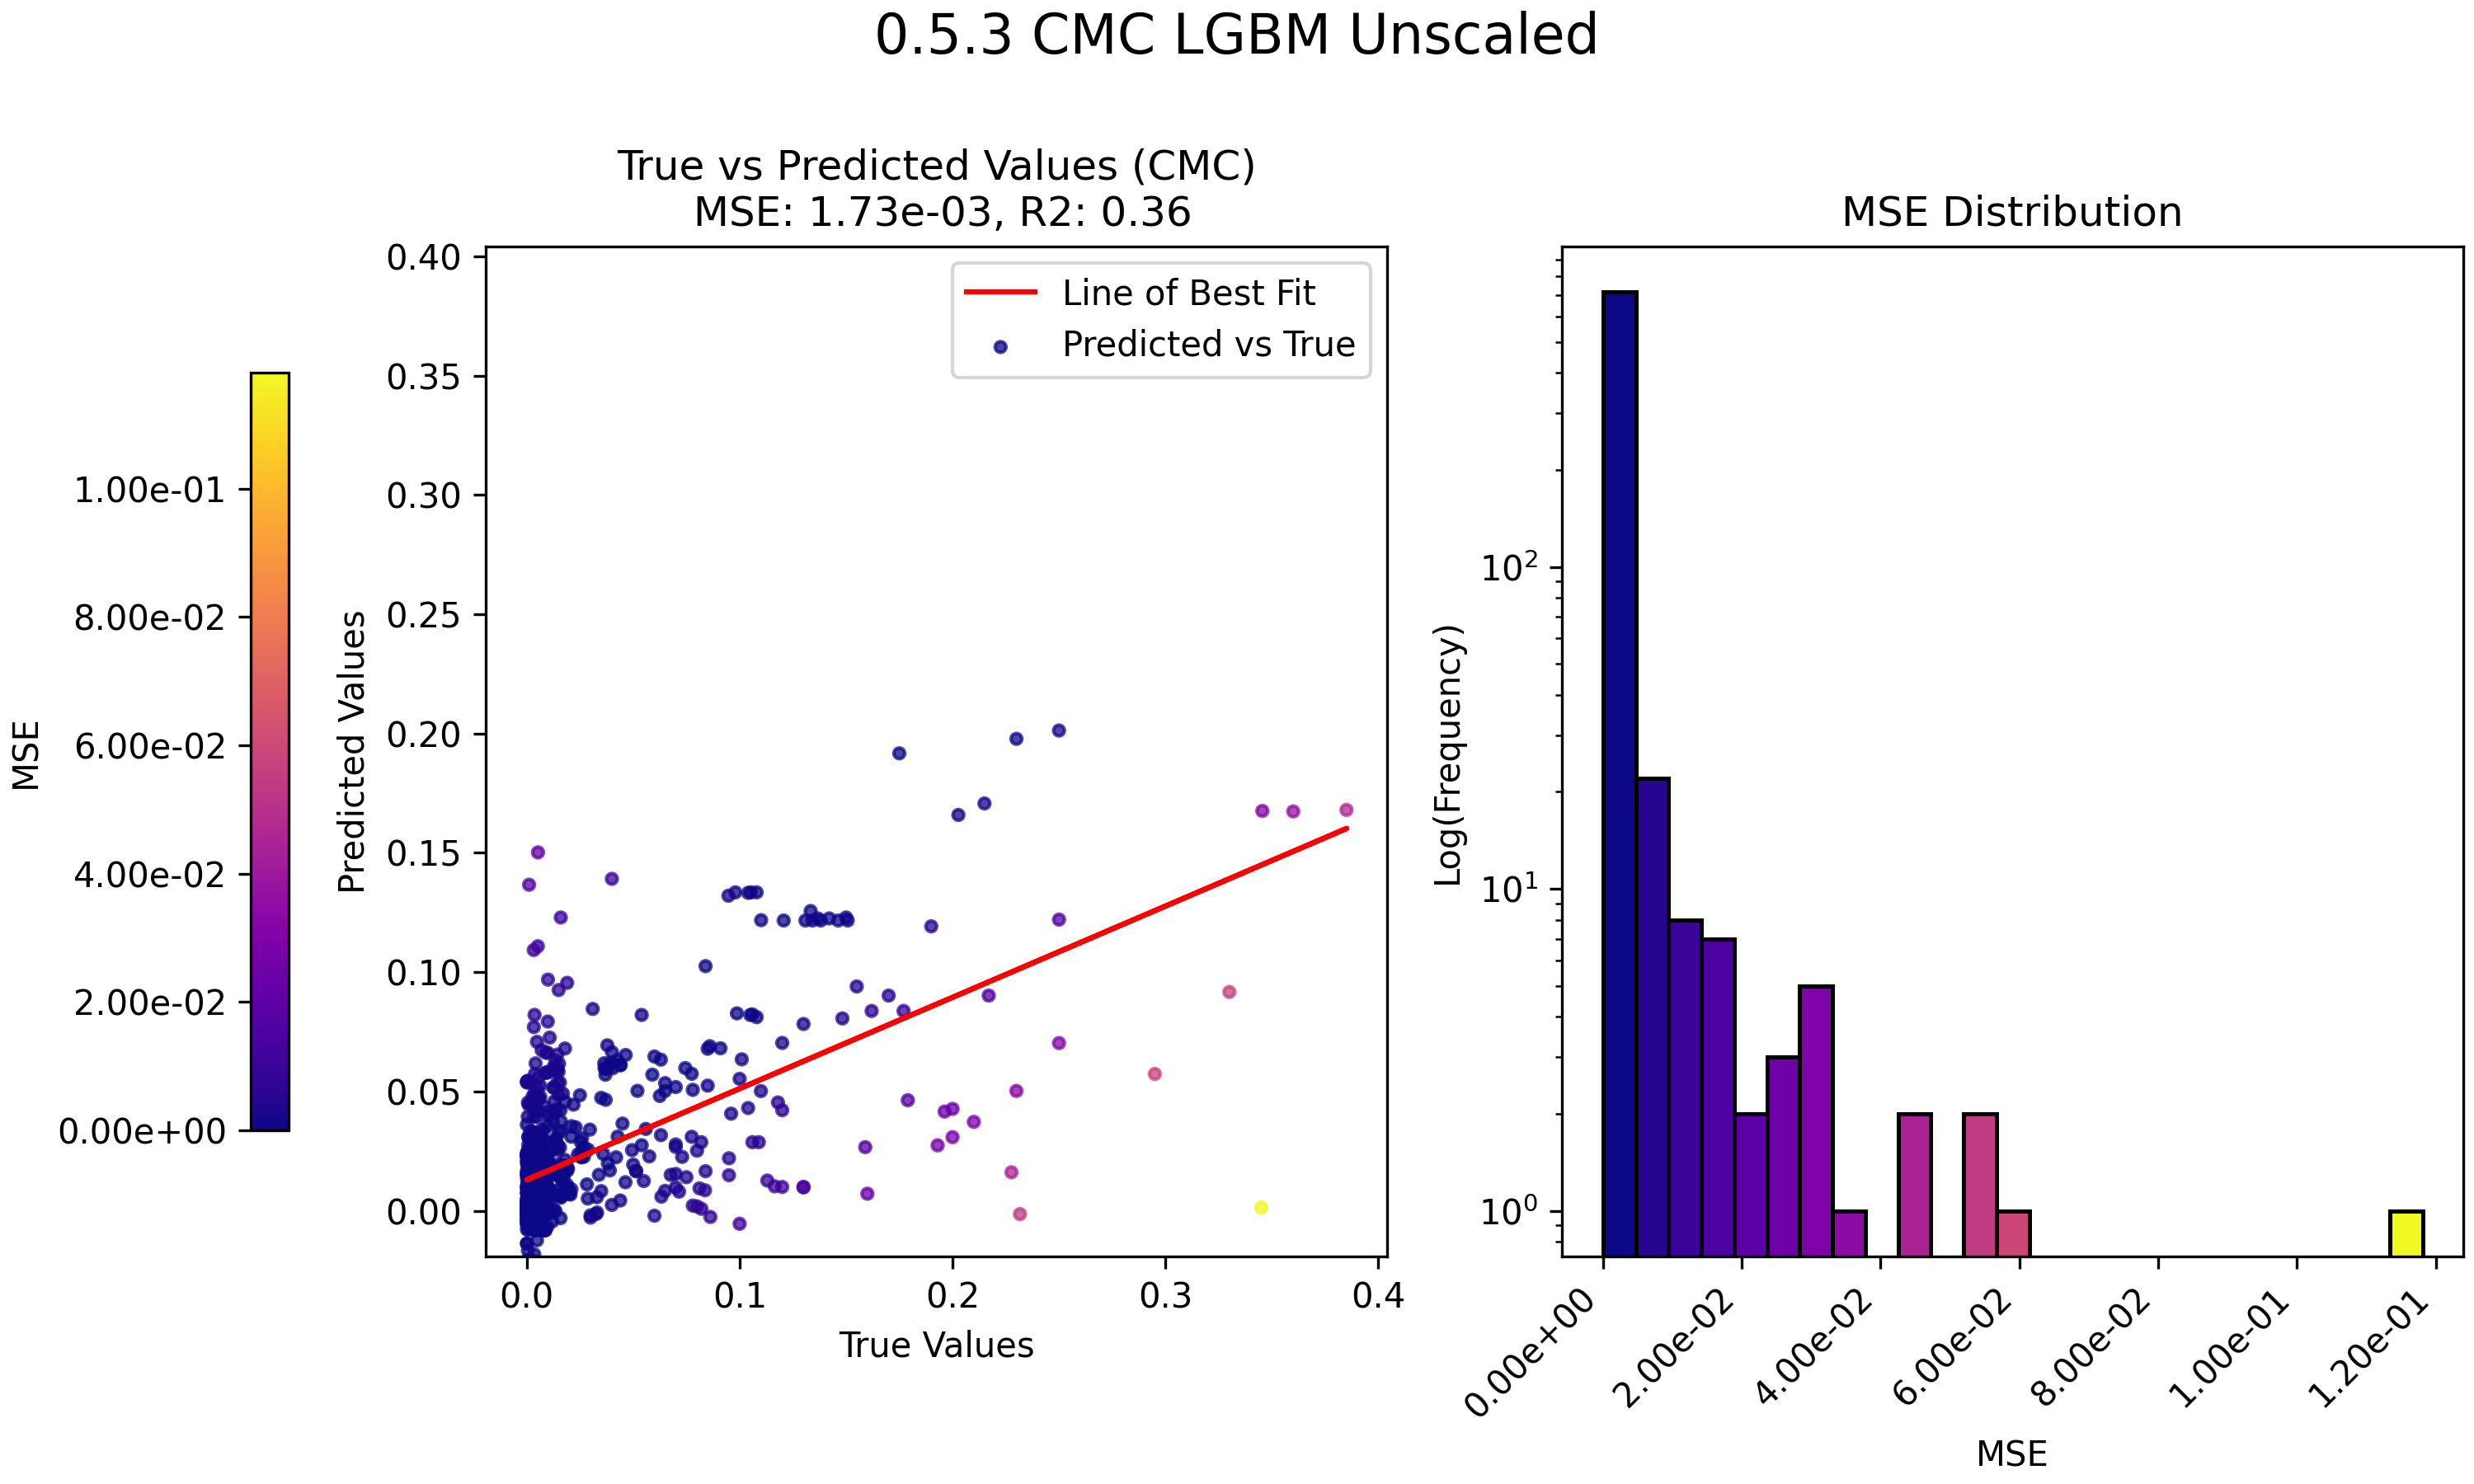 0.5.3 CMC LGBM Unscaled
MSE
1.00e-01
8.00e-02
6.00e-02
4.00e-02
2.00e-02
0.00e+00
True vs Predicted Values (CMC)
MSE: 1.73e-03, R2: 0.36
Predicted Values
0.40
0.35
0.30
0.25
0.20
0.15
0.10
0.05
0.00
Line of Best Fit
Predicted vs True
0.0 0.1 0.2 0.3 0.4
True Values
MSE Distribution
Log(Frequency)
10²
10¹
10⁰
0.00e+00 2.00e-02 4.00e-02 6.00e-02 8.00e-02 1.00e-01 1.20e-01
MSE